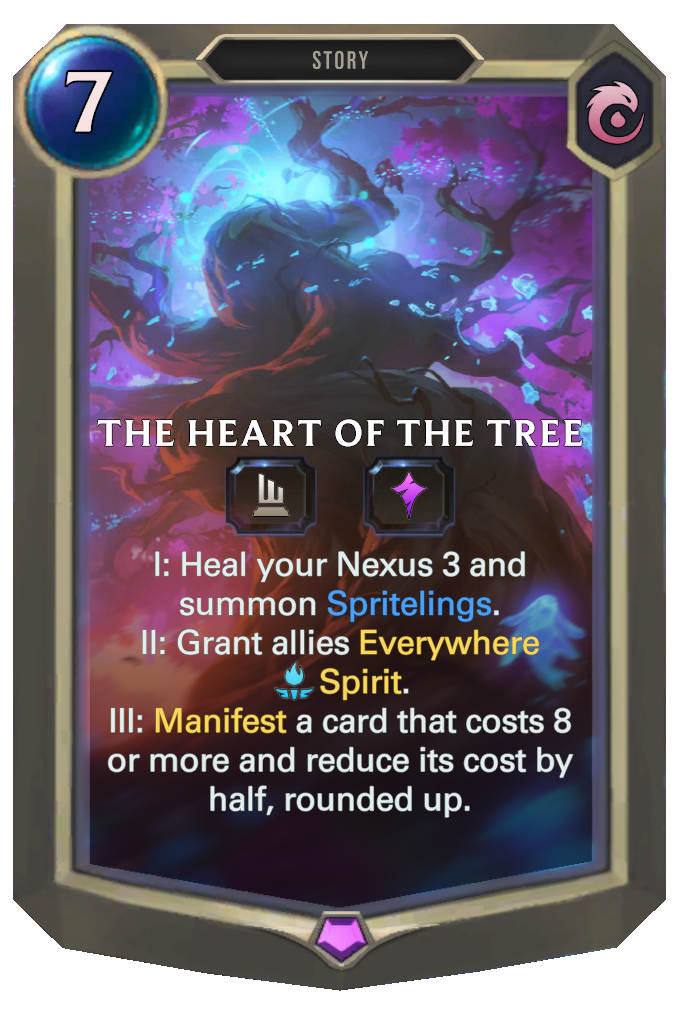 7
STORY
THE HEART OF THE TREE
I: Heal your Nexus 3 and
summon Spritelings.
II: Grant allies Everywhere
Spirit.
III: Manifest a card that costs 8
or more and reduce its cost by
half, rounded up.